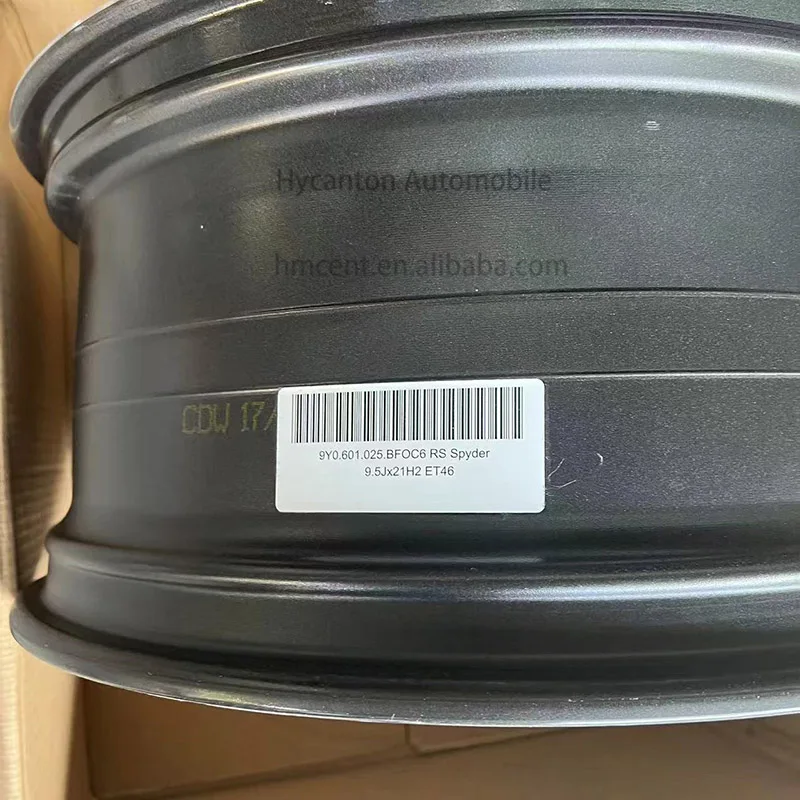 Hycanton Automobile
hmcent.en.alibaba.com
CDW 17/
9Y0.601.025.BFOC6 RS Spyder
9.5Jx21H2 ET46